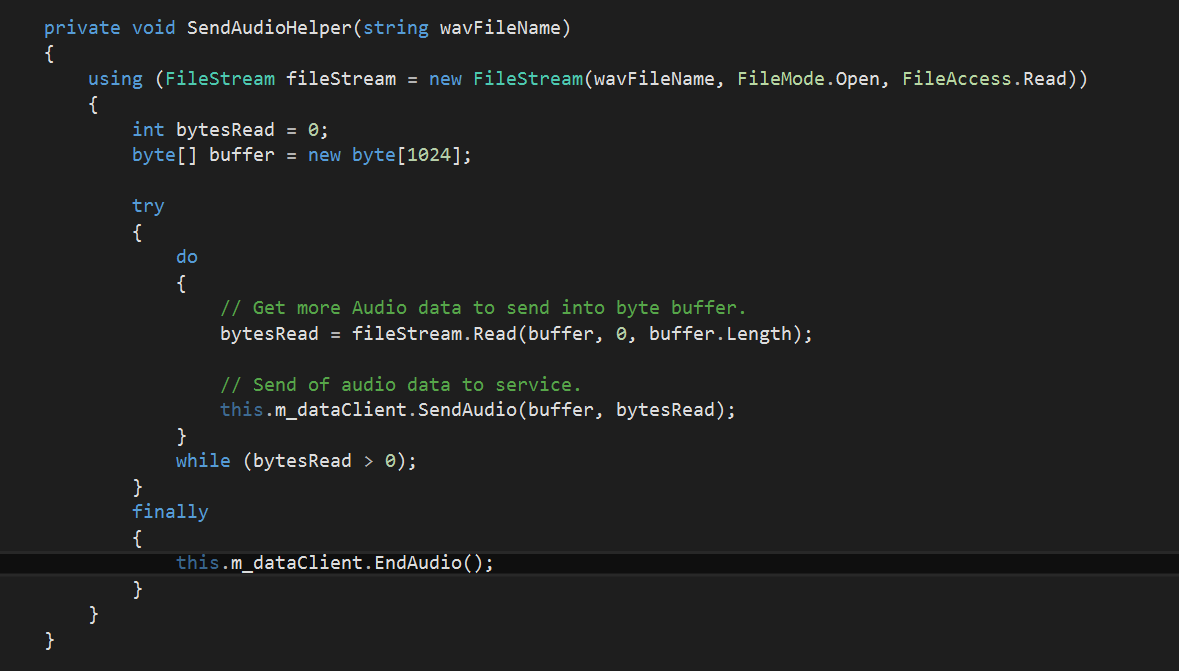 private void SendAudioHelper(string wavFileName)
{
    using (FileStream fileStream = new FileStream(wavFileName, FileMode.Open, FileAccess.Read))
    {
        int bytesRead = 0;
        byte[] buffer = new byte[1024];

        try
        {
            do
            {
                // Get more Audio data to send into byte buffer.
                bytesRead = fileStream.Read(buffer, 0, buffer.Length);

                // Send of audio data to service.
                this.m_dataClient.SendAudio(buffer, bytesRead);
            }
            while (bytesRead > 0);
        }
        finally
        {
            this.m_dataClient.EndAudio();
        }
    }
}